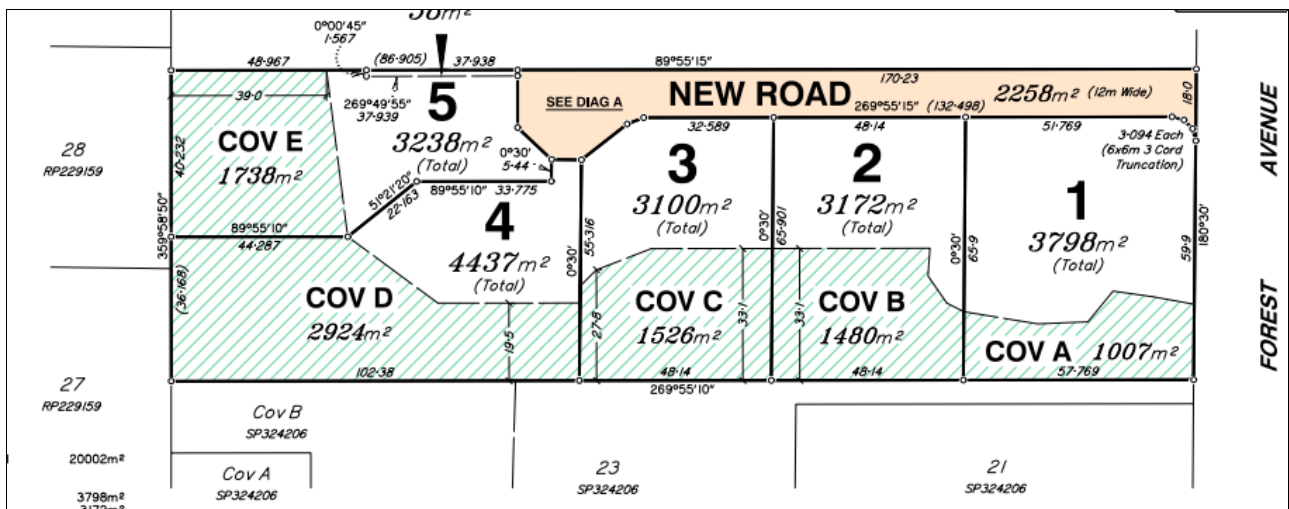 0°00'45"
1·567
48·967
(86·905)
37·938
89°55'15"
170·23
NEW ROAD
2258m² (12m Wide)
18·0
SEE DIAG A
269°55'15" (132·498)
39·0
269°49'55"
37·939
5
3238m²
(Total)
COV E
1738m²
40·232
28
RP229159
359°58'50"
0°30'
5·44
32·589
48·14
51·769
3·094 Each
(6x6m 3 Cord
Truncation)
AVENUE
3
3100m²
(Total)
2
3172m²
(Total)
1
3798m²
(Total)
51°21'20"
22·163
89°55'10" 33·775
4
4437m²
(Total)
0°30'
55·316
0°30'
65·901
0°30'
65·9
180°30'
59·9
89°55'10"
44·287
(36·168)
COV D
2924m²
19·5
27·8
COV C
1526m²
33·1
33·1
COV B
1480m²
COV A 1007m²
FOREST
102·38
48·14
269°55'10"
48·14
57·769
27
RP229159
Cov B
SP324206
20002m²
Cov A
SP324206
23
SP324206
21
SP324206
3798m²